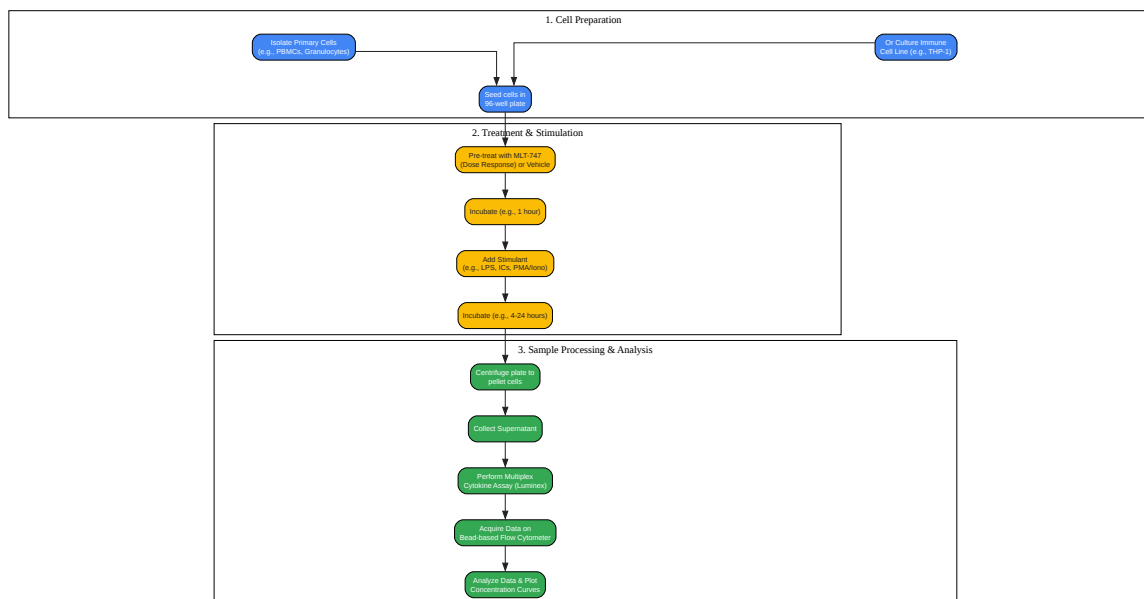 1. Cell Preparation
Isolate Primary Cells
(e.g., PBMCs, Granulocytes)
Or Culture Immune
Cell Line (e.g., THP-1)
Seed cells in
96-well plate
2. Treatment & Stimulation
Pre-treat with MLT-747
(Dose Response) or Vehicle
Incubate (e.g., 1 hour)
Add Stimulant
(e.g., LPS, ICs, PMA/Iono)
Incubate (e.g., 4-24 hours)
3. Sample Processing & Analysis
Centrifuge plate to
pellet cells
Collect Supernatant
Perform Multiplex
Cytokine Assay (Luminex)
Acquire Data on
Bead-based Flow Cytometer
Analyze Data & Plot
Concentration Curves